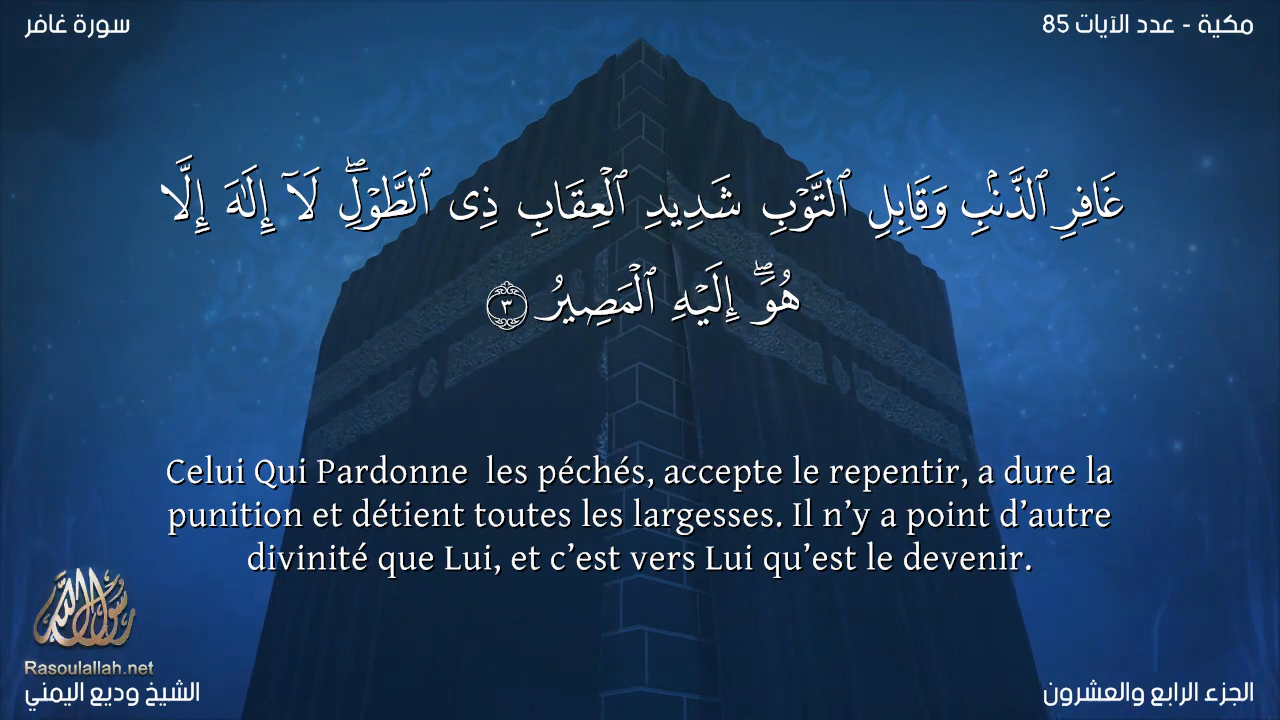 سورة غافر
مكية - عدد الآيات 85
غَافِرِ ٱلذَّنۢبِ وَقَابِلِ ٱلتَّوۡبِ شَدِيدِ ٱلۡعِقَابِ ذِى ٱلطَّوۡلِۖ لَآ إِلَٰهَ إِلَّا
هُوَۖ إِلَيۡهِ ٱلۡمَصِيرُ ٣
Celui Qui Pardonne  les péchés, accepte le repentir, a dure la
punition et détient toutes les largesses. Il n’y a point d’autre
divinité que Lui, et c’est vers Lui qu’est le devenir.
رسول الله
Rasoulallah.net
الشيخ وديع اليمني
الجزء الرابع والعشرون